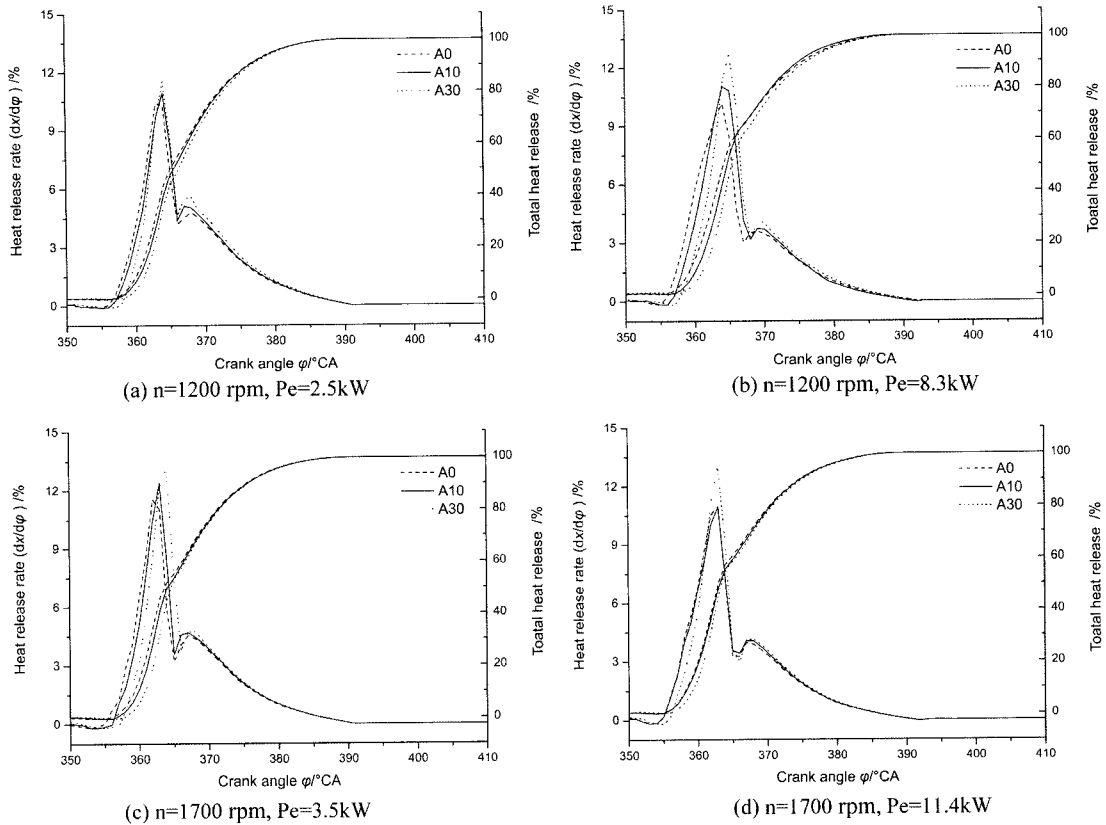 15
12
9
6
3
0
Heat release rate (dx/dφ) /%
100
80
60
40
20
0
Toatal heat release /%
A0
A10
A30
350 360 370 380 390 400 410
Crank angle φ/°CA
(a) n=1200 rpm, Pe=2.5kW
15
12
9
6
3
0
Heat release rate (dx/dφ) /%
100
80
60
40
20
0
Toatal heat release /%
A0
A10
A30
350 360 370 380 390 400 410
Crank angle φ/°CA
(b) n=1200 rpm, Pe=8.3kW
15
12
9
6
3
0
Heat release rate (dx/dφ) /%
100
80
60
40
20
0
Toatal heat release /%
A0
A10
A30
350 360 370 380 390 400 410
Crank angle φ/°CA
(c) n=1700 rpm, Pe=3.5kW
15
12
9
6
3
0
Heat release rate (dx/dφ) /%
100
80
60
40
20
0
Toatal heat release /%
A0
A10
A30
350 360 370 380 390 400 410
Crank angle φ/°CA
(d) n=1700 rpm, Pe=11.4kW